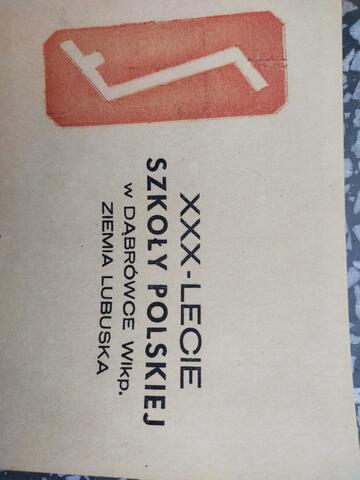 XXX-LECIE
SZKOŁY POLSKIEJ
w DĄBRÓWCE Wlkp.
ZIEMIA LUBUSKA